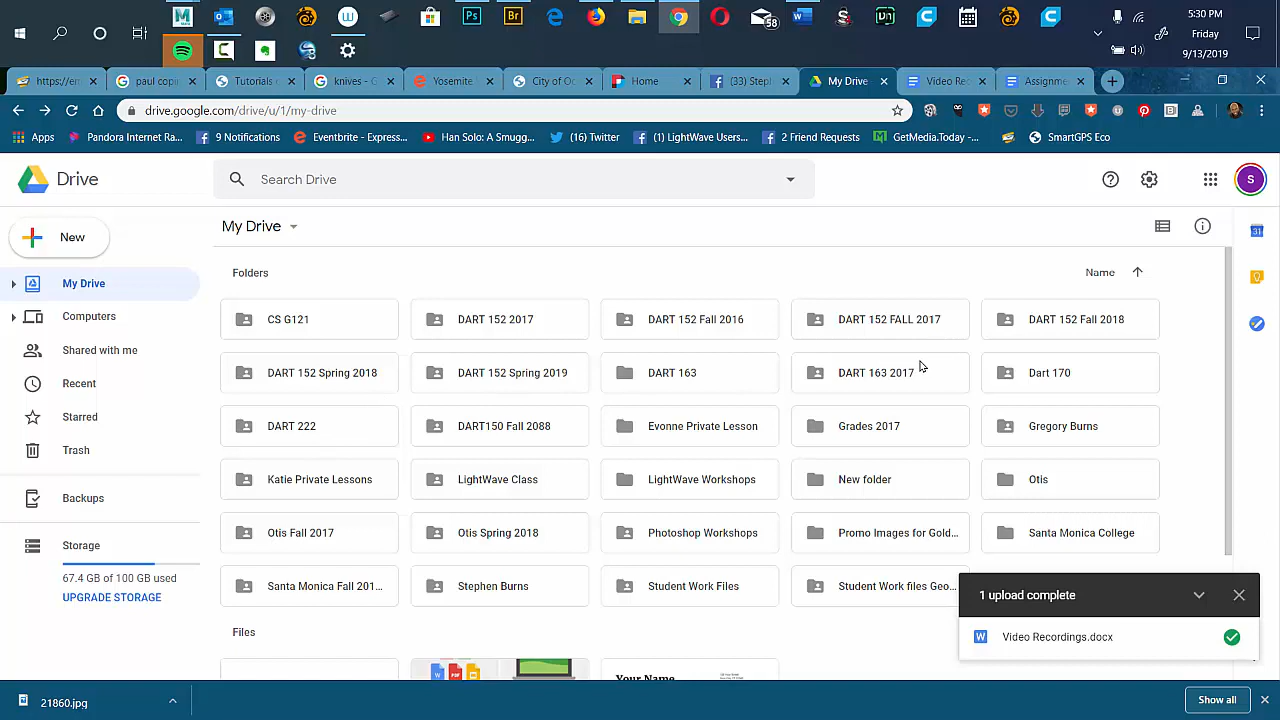 5:30 PM
Friday
9/13/2019
58
Ps
Br
https://em
paul copin
Tutorials o
knives - G
Yosemite
City of Oc
Home
(33) Steph
My Drive
Video Rec
Assignme
drive.google.com/drive/u/1/my-drive
Apps
Pandora Internet Ra...
9 Notifications
Eventbrite - Express...
Han Solo: A Smugg...
(16) Twitter
(1) LightWave Users...
2 Friend Requests
GetMedia.Today -...
SmartGPS Eco
Drive
Search Drive
S
New
My Drive
Folders
Name
My Drive
Computers
Shared with me
Recent
Starred
Trash
Backups
Storage
67.4 GB of 100 GB used
UPGRADE STORAGE
CS G121
DART 152 2017
DART 152 Fall 2016
DART 152 FALL 2017
DART 152 Fall 2018
DART 152 Spring 2018
DART 152 Spring 2019
DART 163
DART 163 2017
Dart 170
DART 222
DART150 Fall 2088
Evonne Private Lesson
Grades 2017
Gregory Burns
Katie Private Lessons
LightWave Class
LightWave Workshops
New folder
Otis
Otis Fall 2017
Otis Spring 2018
Photoshop Workshops
Promo Images for Gold...
Santa Monica College
Santa Monica Fall 201...
Stephen Burns
Student Work Files
Student Work files Geo...
Files
Your Name
1 upload complete
Video Recordings.docx
21860.jpg
Show all